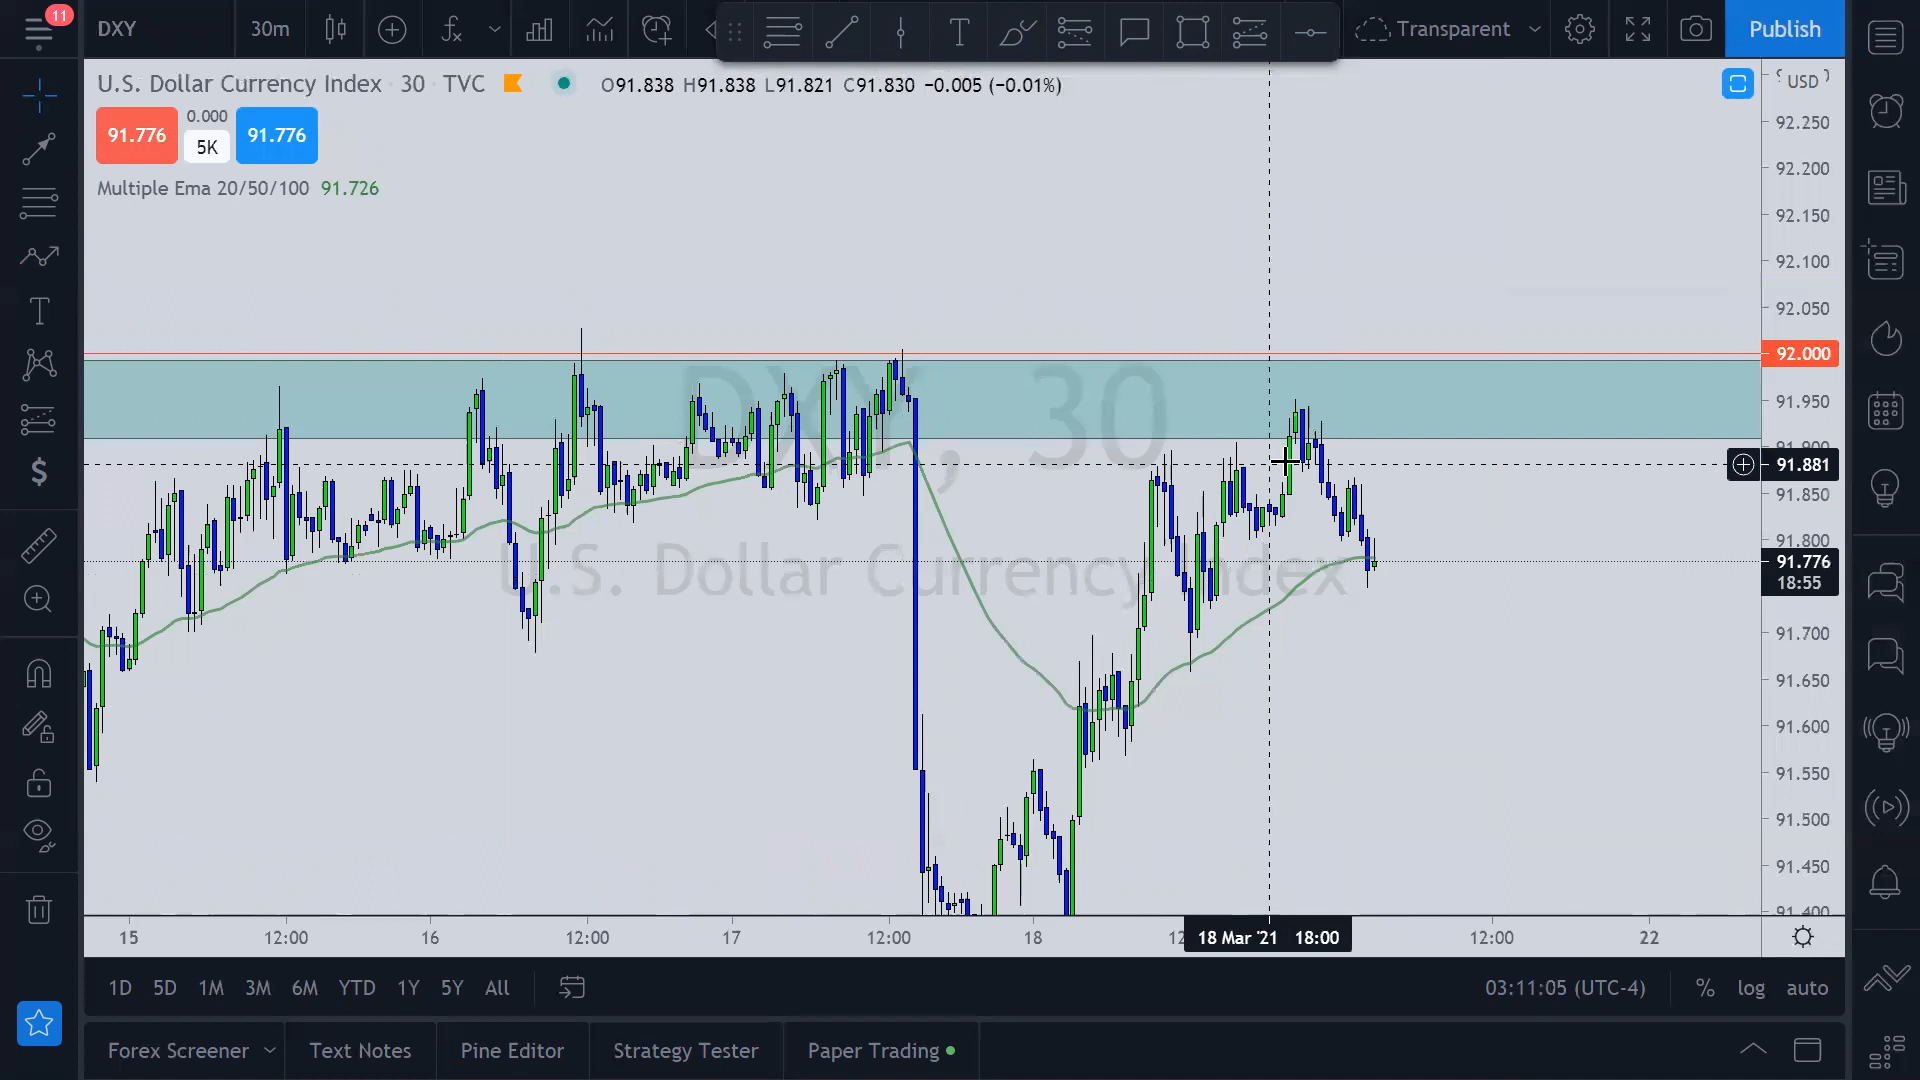 11
DXY
30m
Transparent
Publish
U.S. Dollar Currency Index · 30 · TVC
O91.838 H91.838 L91.821 C91.830 −0.005 (−0.01%)
USD
91.776
0.000
5K
91.776
Multiple Ema 20/50/100 91.726
92.250
92.200
92.150
92.100
92.050
92.000
91.950
91.900
91.881
91.850
91.800
91.776
18:55
91.700
91.650
91.600
91.550
91.500
91.450
91.400
DXY, 30
U.S. Dollar Currency Index
15
12:00
16
12:00
17
12:00
18
18 Mar '21 18:00
12:00
22
1D
5D
1M
3M
6M
YTD
1Y
5Y
All
03:11:05 (UTC-4)
%
log
auto
Forex Screener
Text Notes
Pine Editor
Strategy Tester
Paper Trading